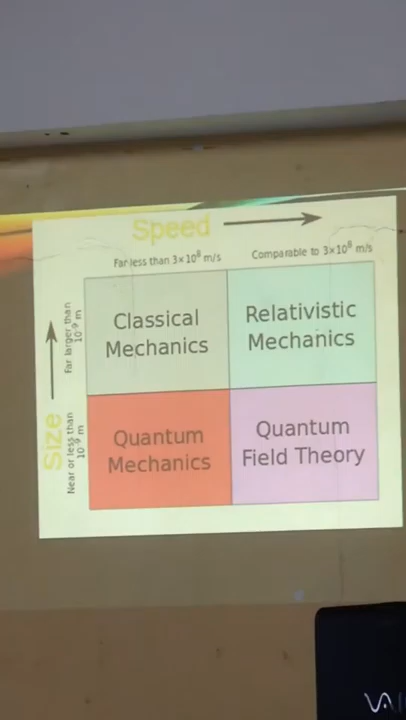 Speed
Far less than 3×10⁸ m/s
Comparable to 3×10⁸ m/s
Size
Far larger than
10⁻⁹ m
Near or less than
10⁻⁹ m
Classical
Mechanics
Relativistic
Mechanics
Quantum
Mechanics
Quantum
Field Theory